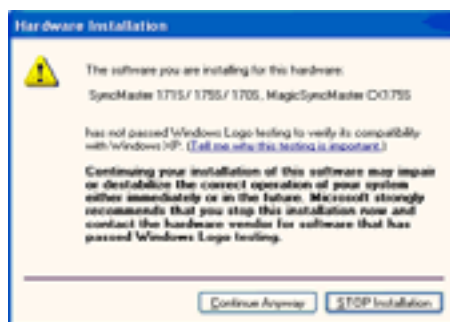 Hardware Installation
The software you are installing for this hardware:
SyncMaster 171S/ 175S/ 170S, MagicSyncMaster CX175S
has not passed Windows Logo testing to verify its compatibility
with Windows XP. (Tell me why this testing is important.)
Continuing your installation of this software may impair
or destabilize the correct operation of your system
either immediately or in the future. Microsoft strongly
recommends that you stop this installation now and
contact the hardware vendor for software that has
passed Windows Logo testing.
Continue Anyway
STOP Installation